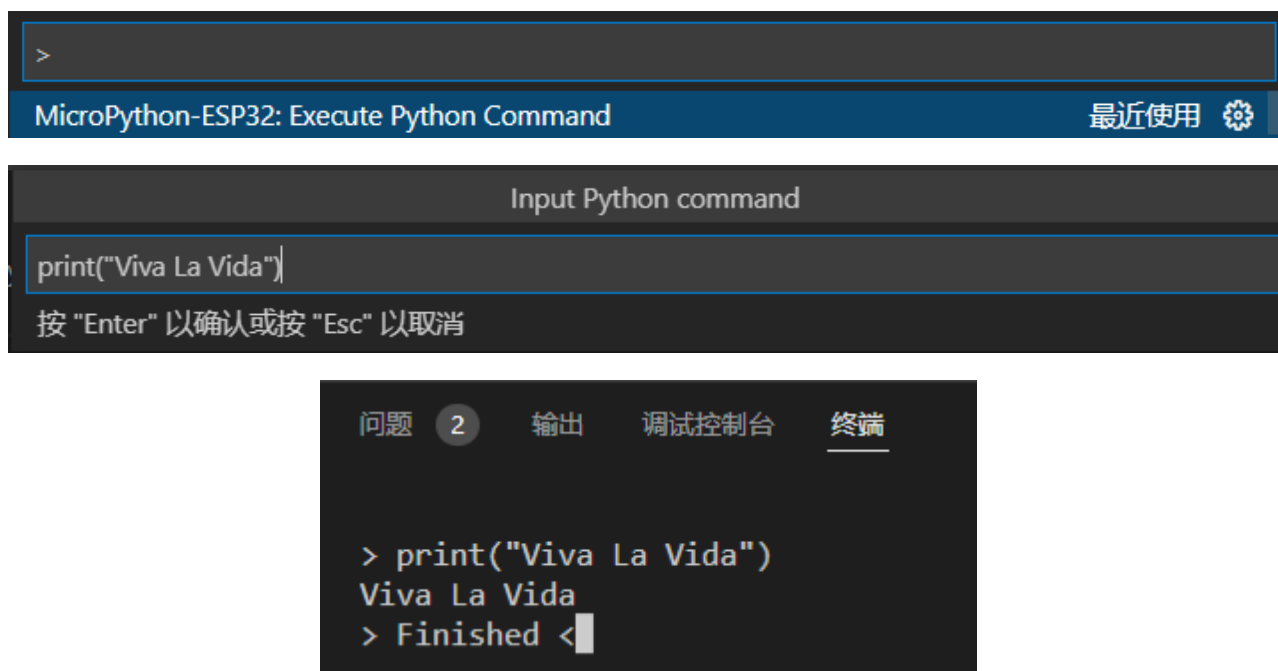 >
MicroPython-ESP32: Execute Python Command 最近使用
Input Python command
print("Viva La Vida")
按 "Enter" 以确认或按 "Esc" 以取消
问题 2 输出 调试控制台 终端
> print("Viva La Vida")
Viva La Vida
> Finished <